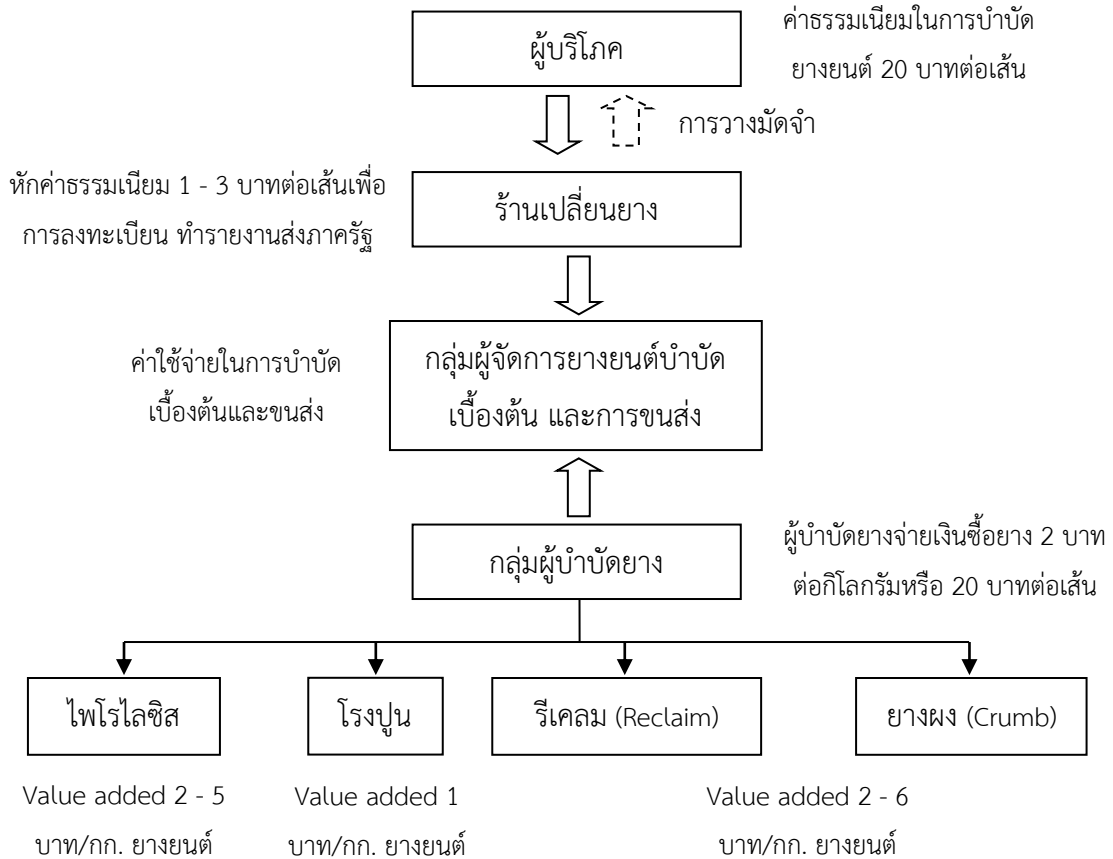 ค่าธรรมเนียมในการบำบัด
ยางยนต์ 20 บาทต่อเส้น
ผู้บริโภค
การวางมัดจำ
หักค่าธรรมเนียม 1 - 3 บาทต่อเส้นเพื่อ
การลงทะเบียน ทำรายงานส่งภาครัฐ
ร้านเปลี่ยนยาง
ค่าใช้จ่ายในการบำบัด
เบื้องต้นและขนส่ง
กลุ่มผู้จัดการยางยนต์บำบัด
เบื้องต้น และการขนส่ง
กลุ่มผู้บำบัดยาง
ผู้บำบัดยางจ่ายเงินซื้อยาง 2 บาท
ต่อกิโลกรัมหรือ 20 บาทต่อเส้น
ไพโรไลซิส
โรงปูน
รีเคลม (Reclaim)
ยางผง (Crumb)
Value added 2 - 5
บาท/กก. ยางยนต์
Value added 1
บาท/กก. ยางยนต์
Value added 2 - 6
บาท/กก. ยางยนต์